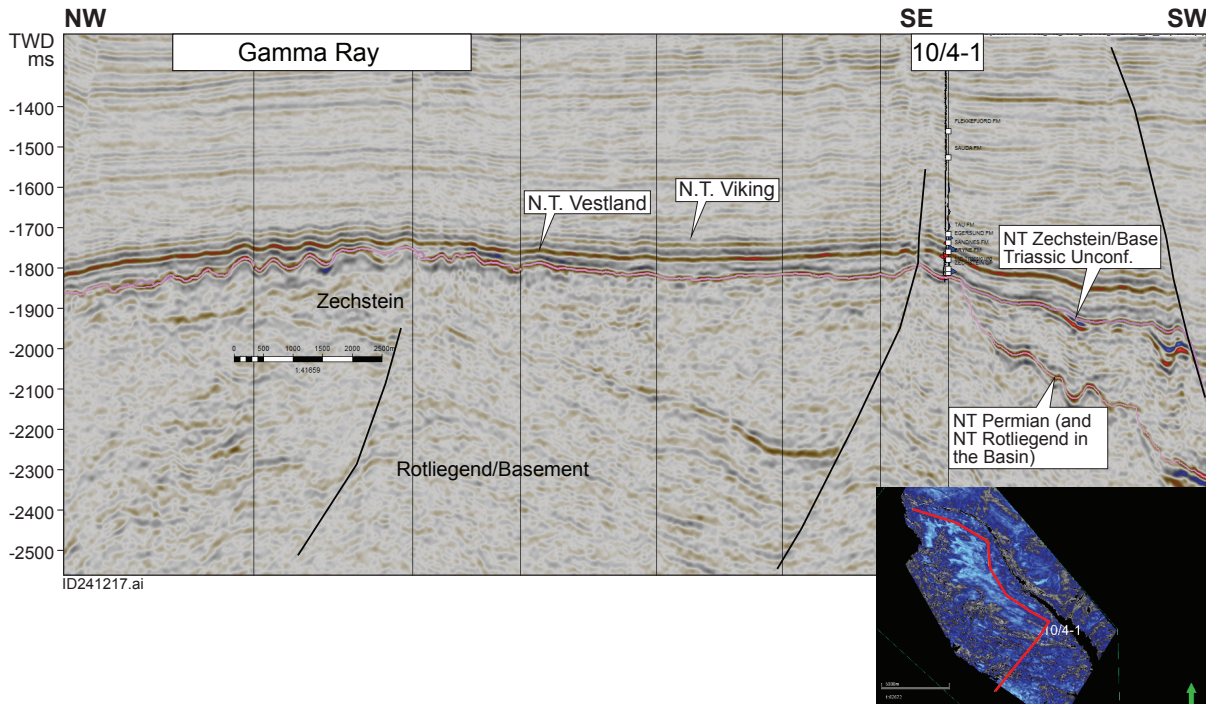 NW
SE
SW
TWD
ms
Gamma Ray
10/4-1
-1400
-1500
-1600
-1700
-1800
-1900
-2000
-2100
-2200
-2300
-2400
-2500
FLEKKEFJORD FM
SAUDA FM
N.T. Vestland
N.T. Viking
TAU FM
EGERSUND FM
SANDNES FM
NT Zechstein/Base
Triassic Unconf.
Zechstein
0 500 1000 1500 2000 2500m
1:41659
NT Permian (and
NT Rotliegend in
the Basin)
Rotliegend/Basement
ID241217.ai
10/4-1
5000m